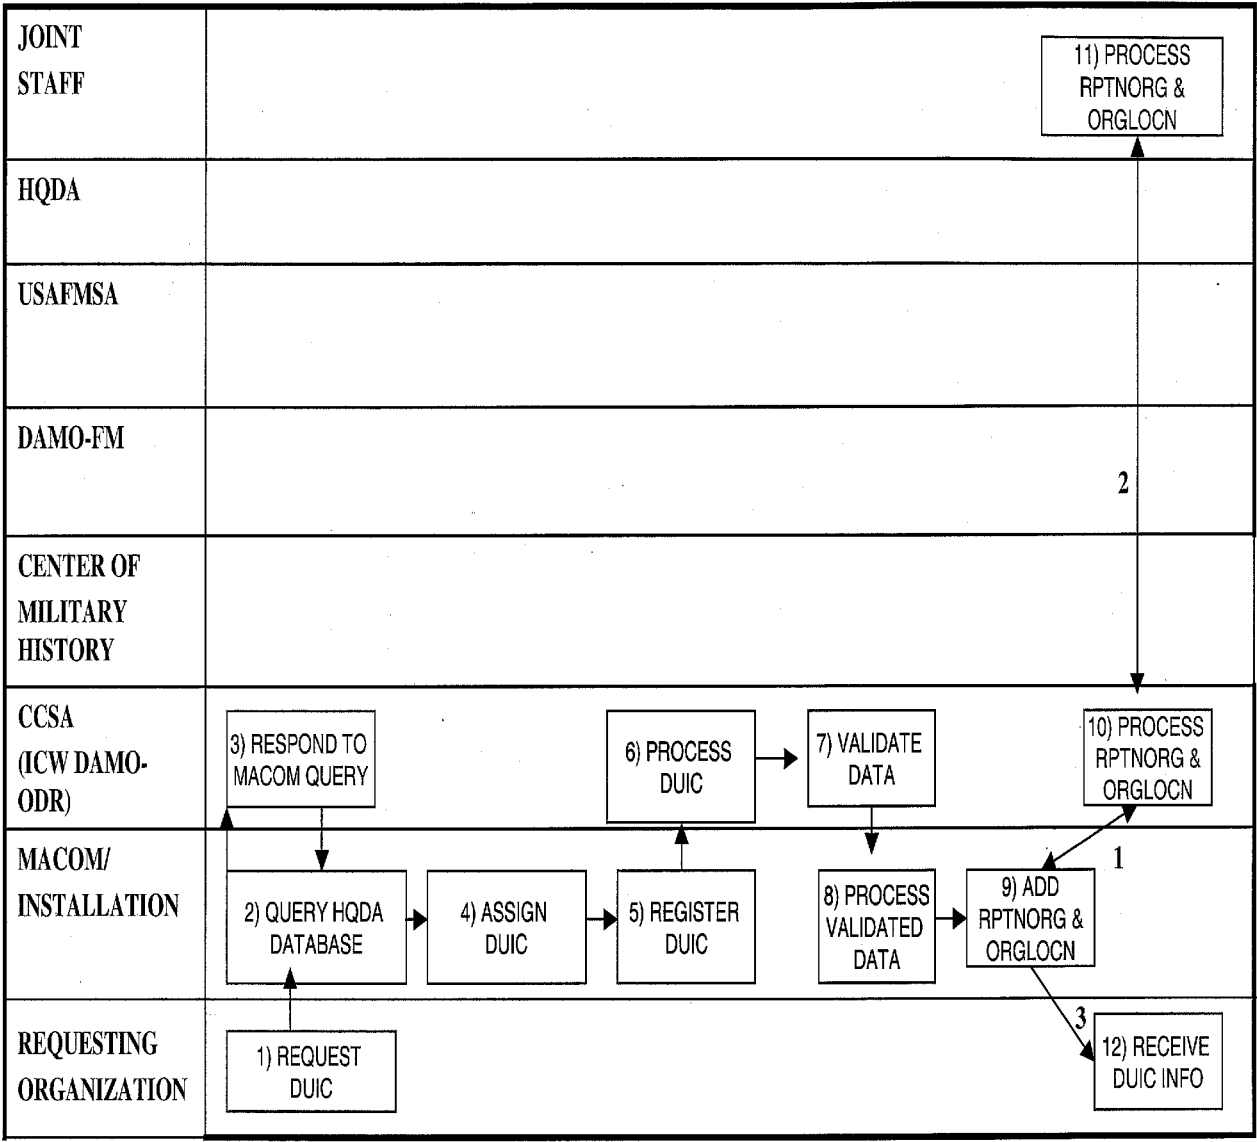 JOINT
STAFF
11) PROCESS
RPTNORG &
ORGLOCN
HQDA
USAFMSA
DAMO-FM
2
CENTER OF
MILITARY
HISTORY
CCSA
(ICW DAMO-
ODR)
3) RESPOND TO
MACOM QUERY
6) PROCESS
DUIC
7) VALIDATE
DATA
10) PROCESS
RPTNORG &
ORGLOCN
1
MACOM/
INSTALLATION
2) QUERY HQDA
DATABASE
4) ASSIGN
DUIC
5) REGISTER
DUIC
8) PROCESS
VALIDATED
DATA
9) ADD
RPTNORG &
ORGLOCN
3
REQUESTING
ORGANIZATION
1) REQUEST
DUIC
12) RECEIVE
DUIC INFO